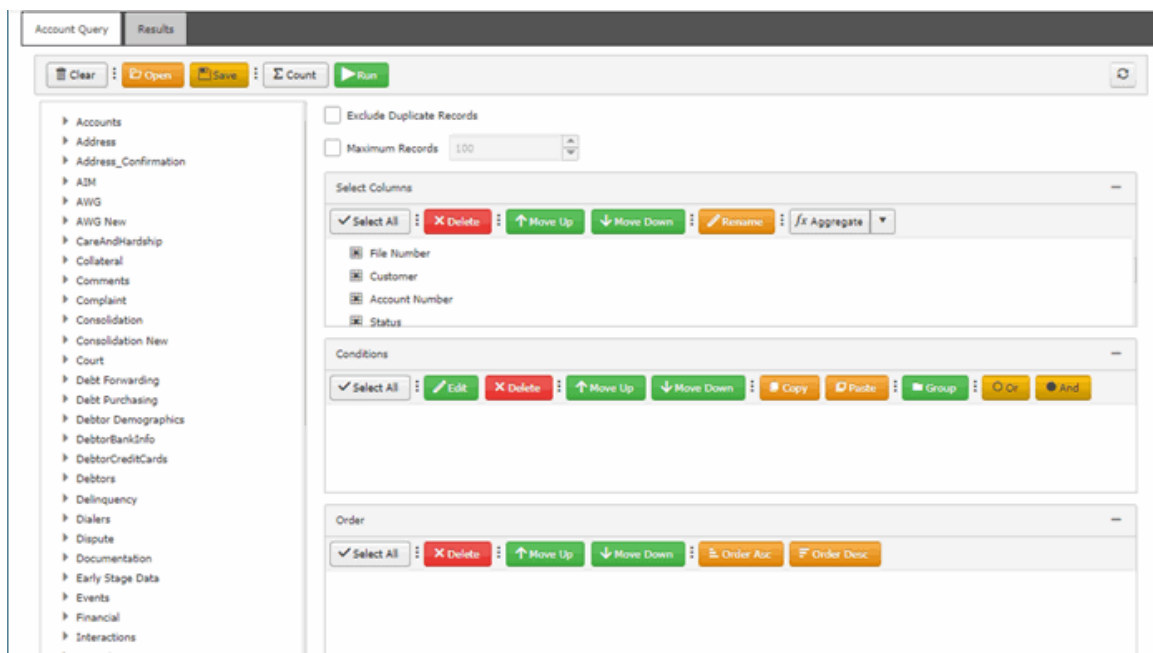 Account Query Results
Clear Open Save Σ Count Run
Accounts
Address
Address_Confirmation
AIM
AWG
AWG New
CareAndHardship
Collateral
Comments
Complaint
Consolidation
Consolidation New
Court
Debt Forwarding
Debt Purchasing
Debtor Demographics
DebtorBankInfo
DebtorCreditCards
Debtors
Delinquency
Dialers
Dispute
Documentation
Early Stage Data
Events
Financial
Interactions
Exclude Duplicate Records
Maximum Records 100
Select Columns
Select All Delete Move Up Move Down Rename fx Aggregate
File Number
Customer
Account Number
Status
Conditions
Select All Edit Delete Move Up Move Down Copy Paste Group Or And
Order
Select All Delete Move Up Move Down Order Asc Order Desc